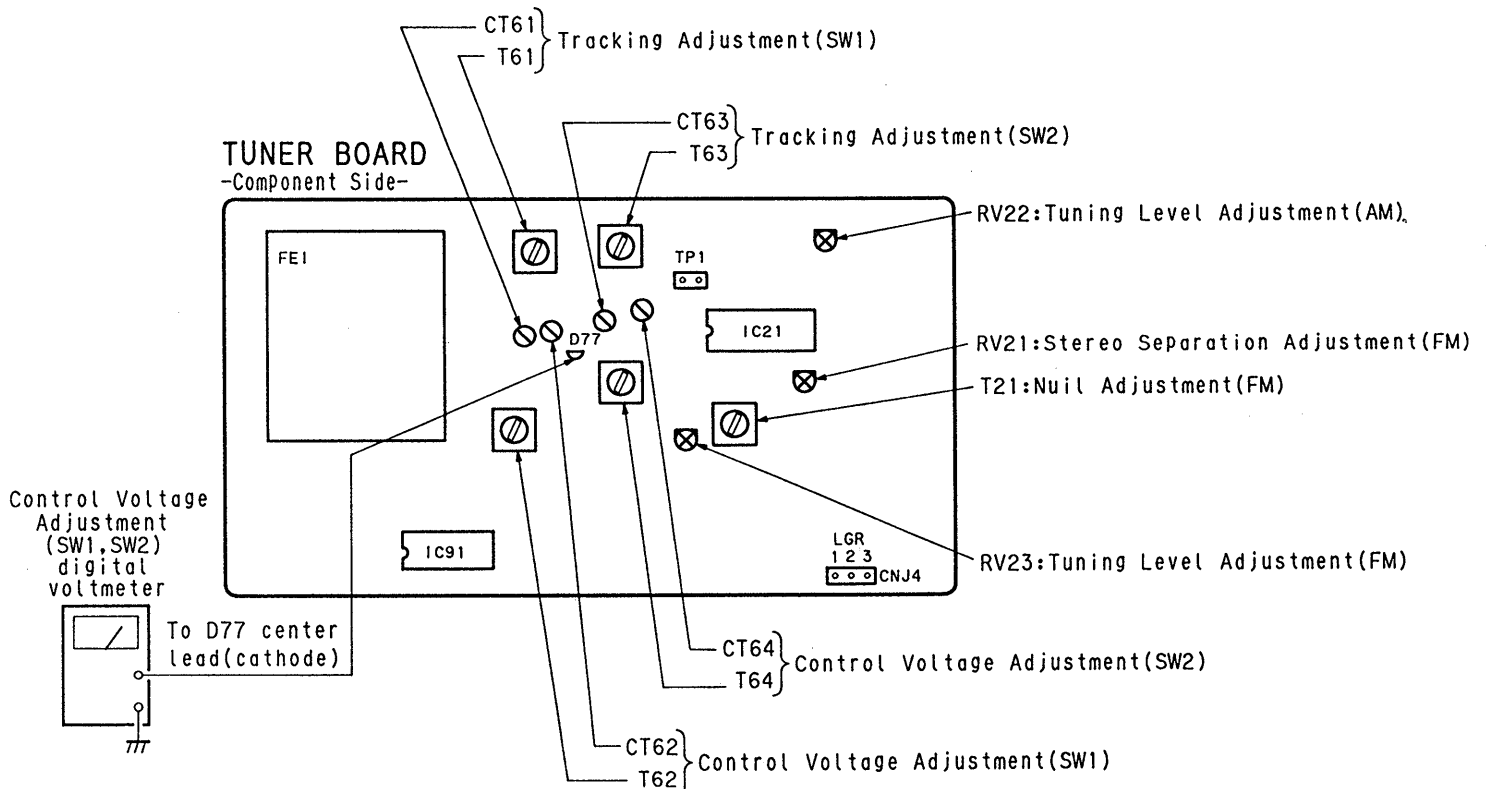 CT61
T61
Tracking Adjustment(SW1)
CT63
T63
Tracking Adjustment(SW2)
TUNER BOARD
-Component Side-
RV22:Tuning Level Adjustment(AM)
FE1
TP1
IC21
D77
RV21:Stereo Separation Adjustment(FM)
T21:Nuil Adjustment(FM)
Control Voltage
Adjustment
(SW1,SW2)
digital
voltmeter
IC91
LGR
1 2 3
CNJ4
RV23:Tuning Level Adjustment(FM)
To D77 center
lead(cathode)
CT64
T64
Control Voltage Adjustment(SW2)
CT62
T62
Control Voltage Adjustment(SW1)